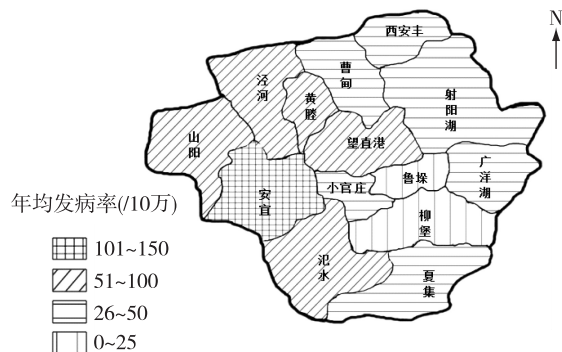 N
西安丰
曹甸
泾河
黄塍
射阳湖
山阳
望直港
广洋湖
鲁垛
小官庄
安宜
柳堡
氾水
夏集
年均发病率(/10万)
101~150
51~100
26~50
0~25